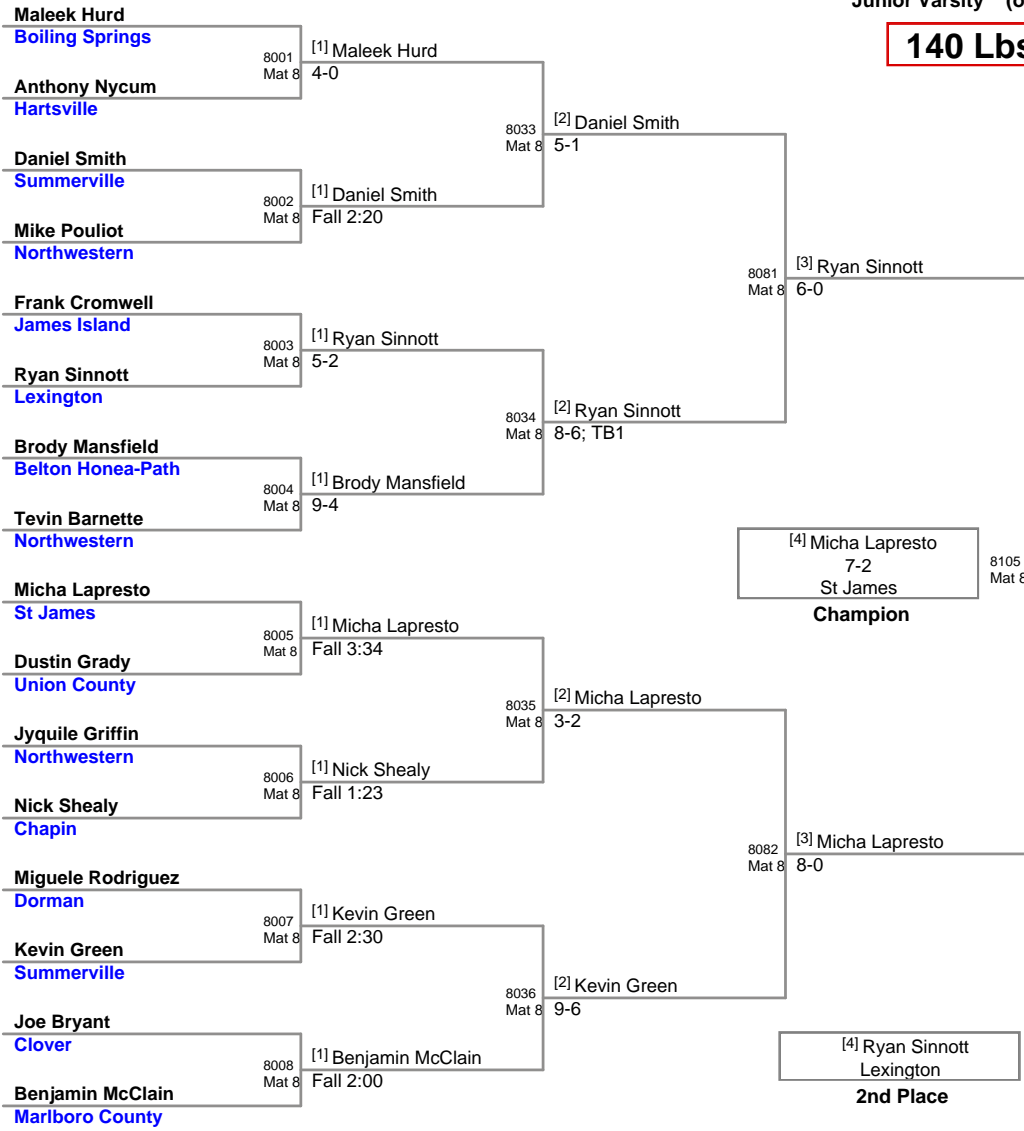 Junior Varsity (o
140 Lbs
Maleek Hurd
Boiling Springs
8001
Mat 8
[1] Maleek Hurd
4-0
Anthony Nycum
Hartsville
8033
Mat 8
[2] Daniel Smith
5-1
Daniel Smith
Summerville
8002
Mat 8
[1] Daniel Smith
Fall 2:20
Mike Pouliot
Northwestern
8081
Mat 8
[3] Ryan Sinnott
6-0
Frank Cromwell
James Island
8003
Mat 8
[1] Ryan Sinnott
5-2
Ryan Sinnott
Lexington
8034
Mat 8
[2] Ryan Sinnott
8-6; TB1
Brody Mansfield
Belton Honea-Path
8004
Mat 8
[1] Brody Mansfield
9-4
Tevin Barnette
Northwestern
[4] Micha Lapresto
7-2
St James
Champion
8105
Mat 8
Micha Lapresto
St James
8005
Mat 8
[1] Micha Lapresto
Fall 3:34
Dustin Grady
Union County
8035
Mat 8
[2] Micha Lapresto
3-2
Jyquile Griffin
Northwestern
8006
Mat 8
[1] Nick Shealy
Fall 1:23
Nick Shealy
Chapin
8082
Mat 8
[3] Micha Lapresto
8-0
Miguele Rodriguez
Dorman
8007
Mat 8
[1] Kevin Green
Fall 2:30
Kevin Green
Summerville
8036
Mat 8
[2] Kevin Green
9-6
Joe Bryant
Clover
8008
Mat 8
[1] Benjamin McClain
Fall 2:00
Benjamin McClain
Marlboro County
[4] Ryan Sinnott
Lexington
2nd Place